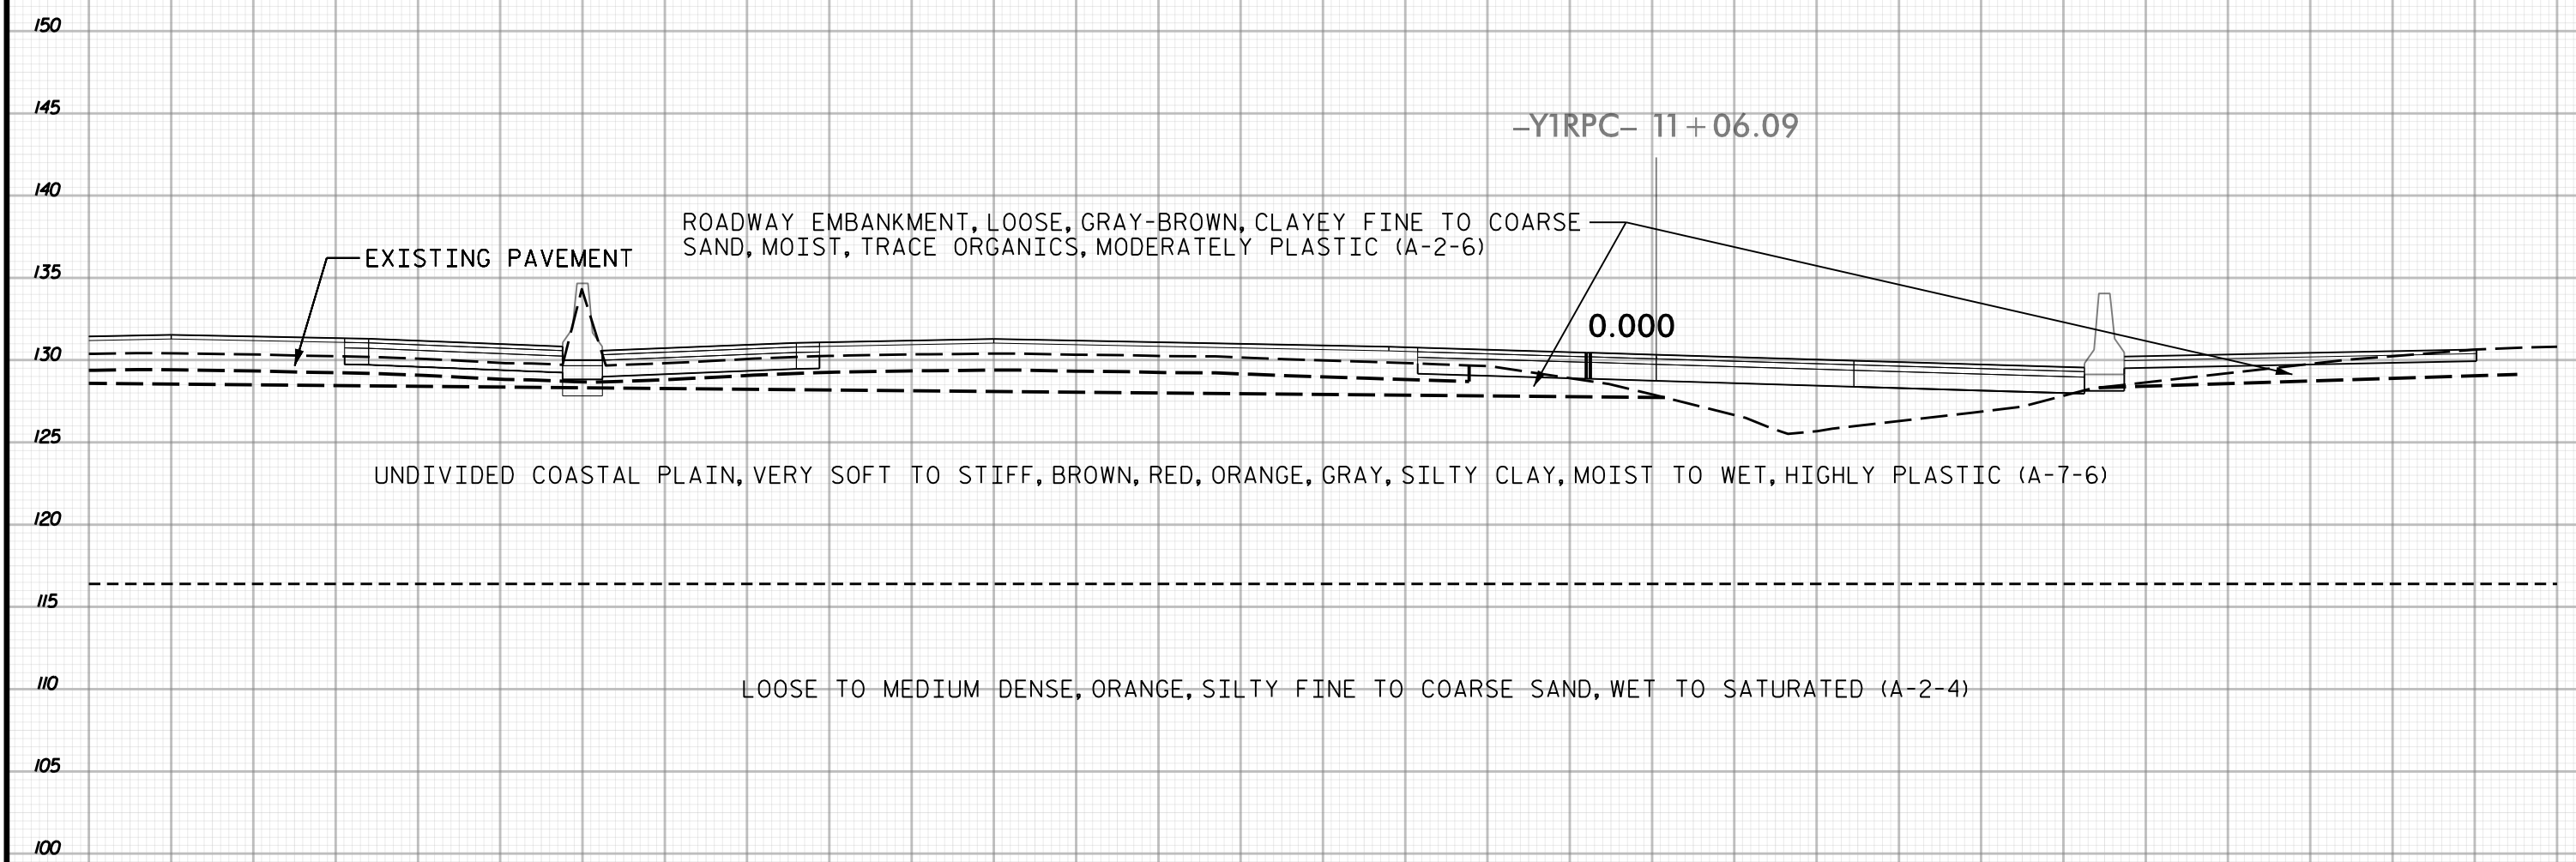 150
145
–Y1RPC– 11+06.09
140
ROADWAY EMBANKMENT, LOOSE, GRAY-BROWN, CLAYEY FINE TO COARSE
SAND, MOIST, TRACE ORGANICS, MODERATELY PLASTIC (A-2-6)
EXISTING PAVEMENT
135
0.000
130
125
UNDIVIDED COASTAL PLAIN, VERY SOFT TO STIFF, BROWN, RED, ORANGE, GRAY, SILTY CLAY, MOIST TO WET, HIGHLY PLASTIC (A-7-6)
120
115
110
LOOSE TO MEDIUM DENSE, ORANGE, SILTY FINE TO COARSE SAND, WET TO SATURATED (A-2-4)
105
100